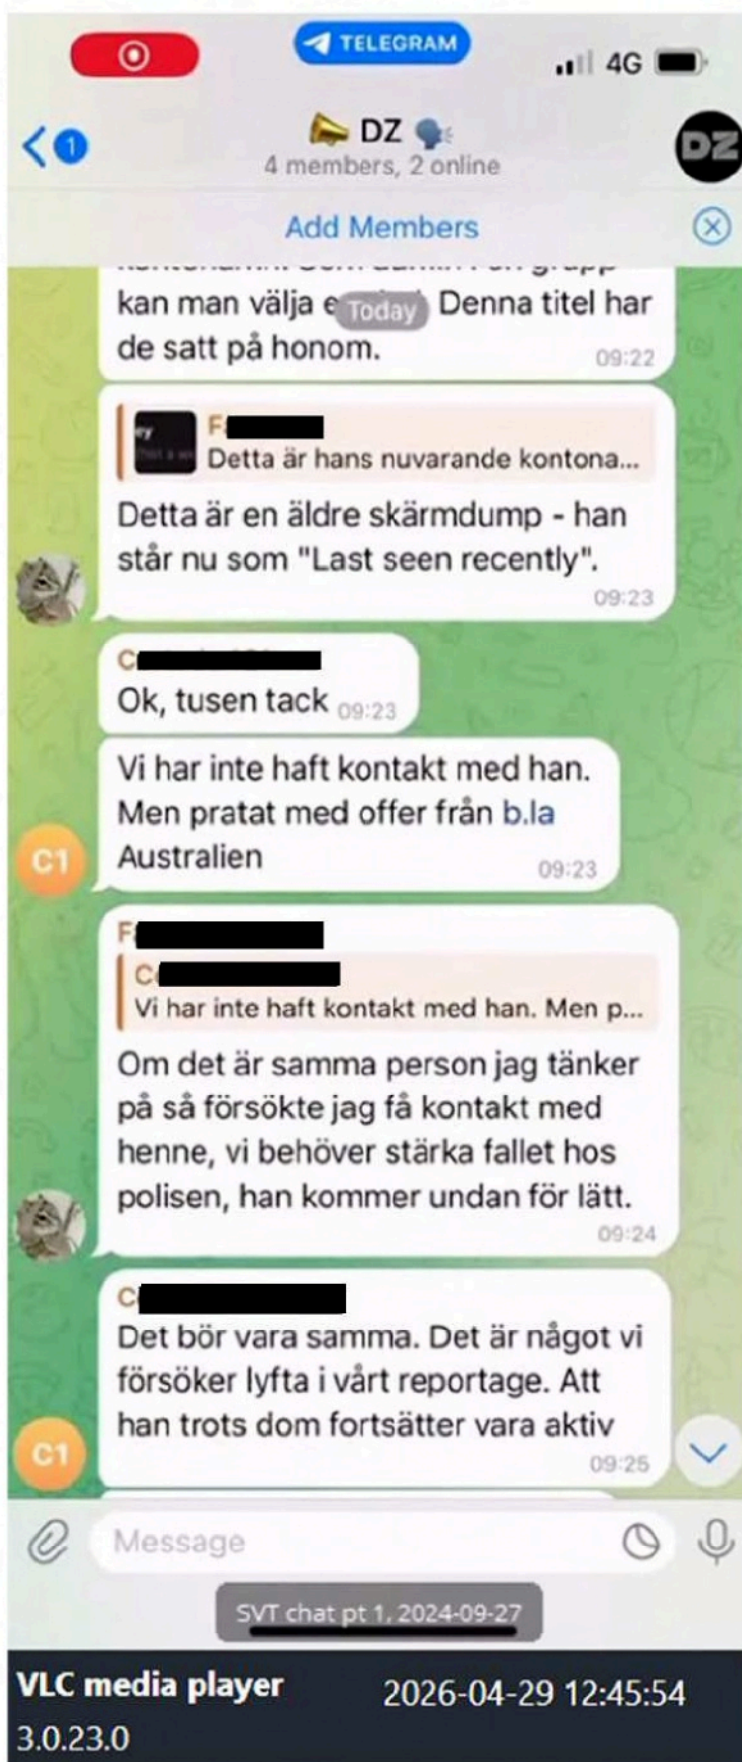 TELEGRAM
4G
1
DZ
4 members, 2 online
DZ
Add Members
kan man välja Today Denna titel har
de satt på honom. 09:22
F
Detta är hans nuvarande kontona...
Detta är en äldre skärmdump - han
står nu som "Last seen recently".
09:23
C
Ok, tusen tack 09:23
Vi har inte haft kontakt med han.
Men pratat med offer från b.la
Australien 09:23
C1
F
C
Vi har inte haft kontakt med han. Men p...
Om det är samma person jag tänker
på så försökte jag få kontakt med
henne, vi behöver stärka fallet hos
polisen, han kommer undan för lätt.
09:24
C
Det bör vara samma. Det är något vi
försöker lyfta i vårt reportage. Att
han trots dom fortsätter vara aktiv
C1
09:25
Message
SVT chat pt 1, 2024-09-27
VLC media player 2026-04-29 12:45:54
3.0.23.0